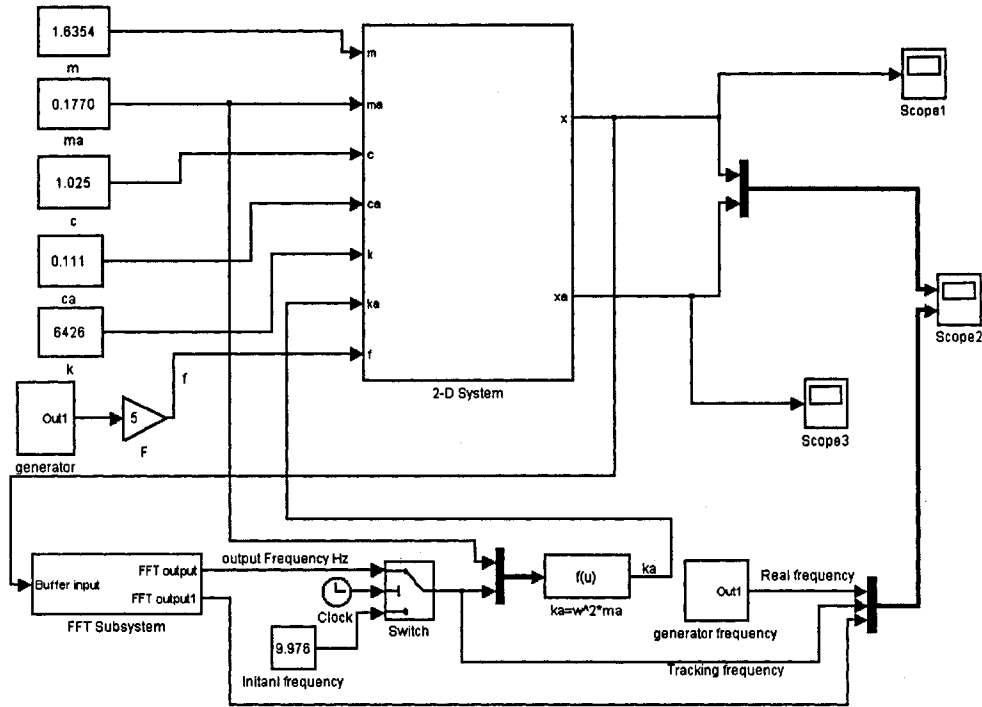 1.6354
m
0.1770
ma
1.025
c
0.111
ca
6426
k
m
ma
c
ca
k
ka
f
x
xa
2-D System
Scope1
Scope2
Scope3
Out1
generator
5
F
f
Buffer input
FFT output
FFT output1
FFT Subsystem
output Frequency Hz
Clock
Switch
9.976
Initanl frequency
f(u)
ka=w^2*ma
ka
Out1
generator frequency
Real frequency
Tracking frequency